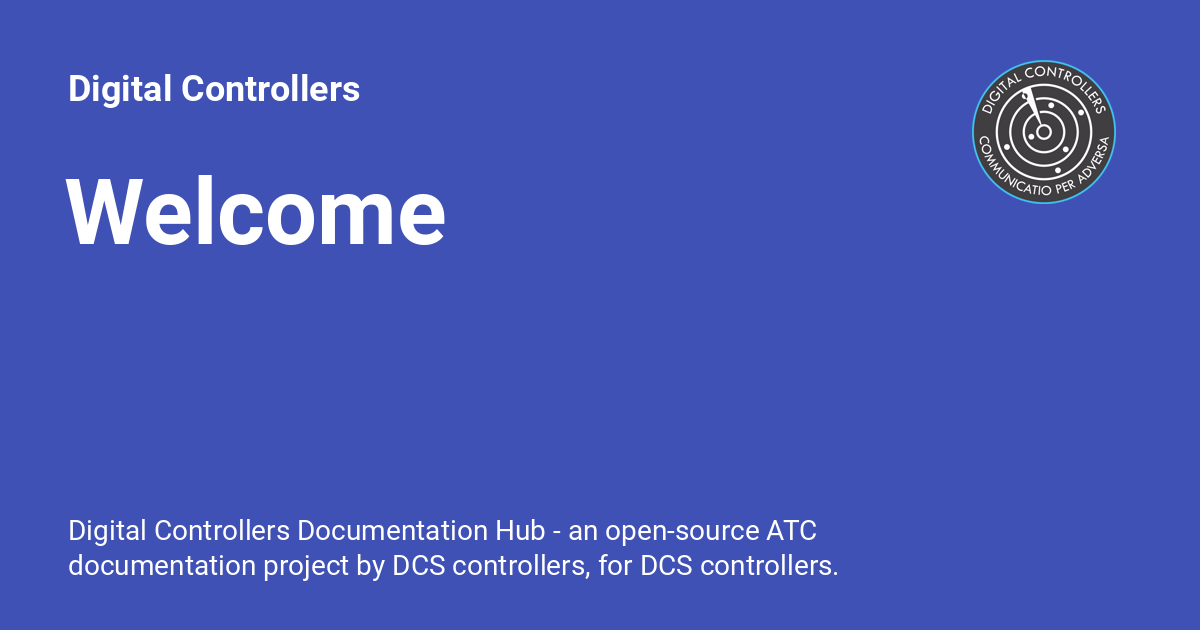 Digital Controllers
DIGITAL CONTROLLERS
COMMUNICATIO PER ADVERSA
Welcome
Digital Controllers Documentation Hub - an open-source ATC
documentation project by DCS controllers, for DCS controllers.